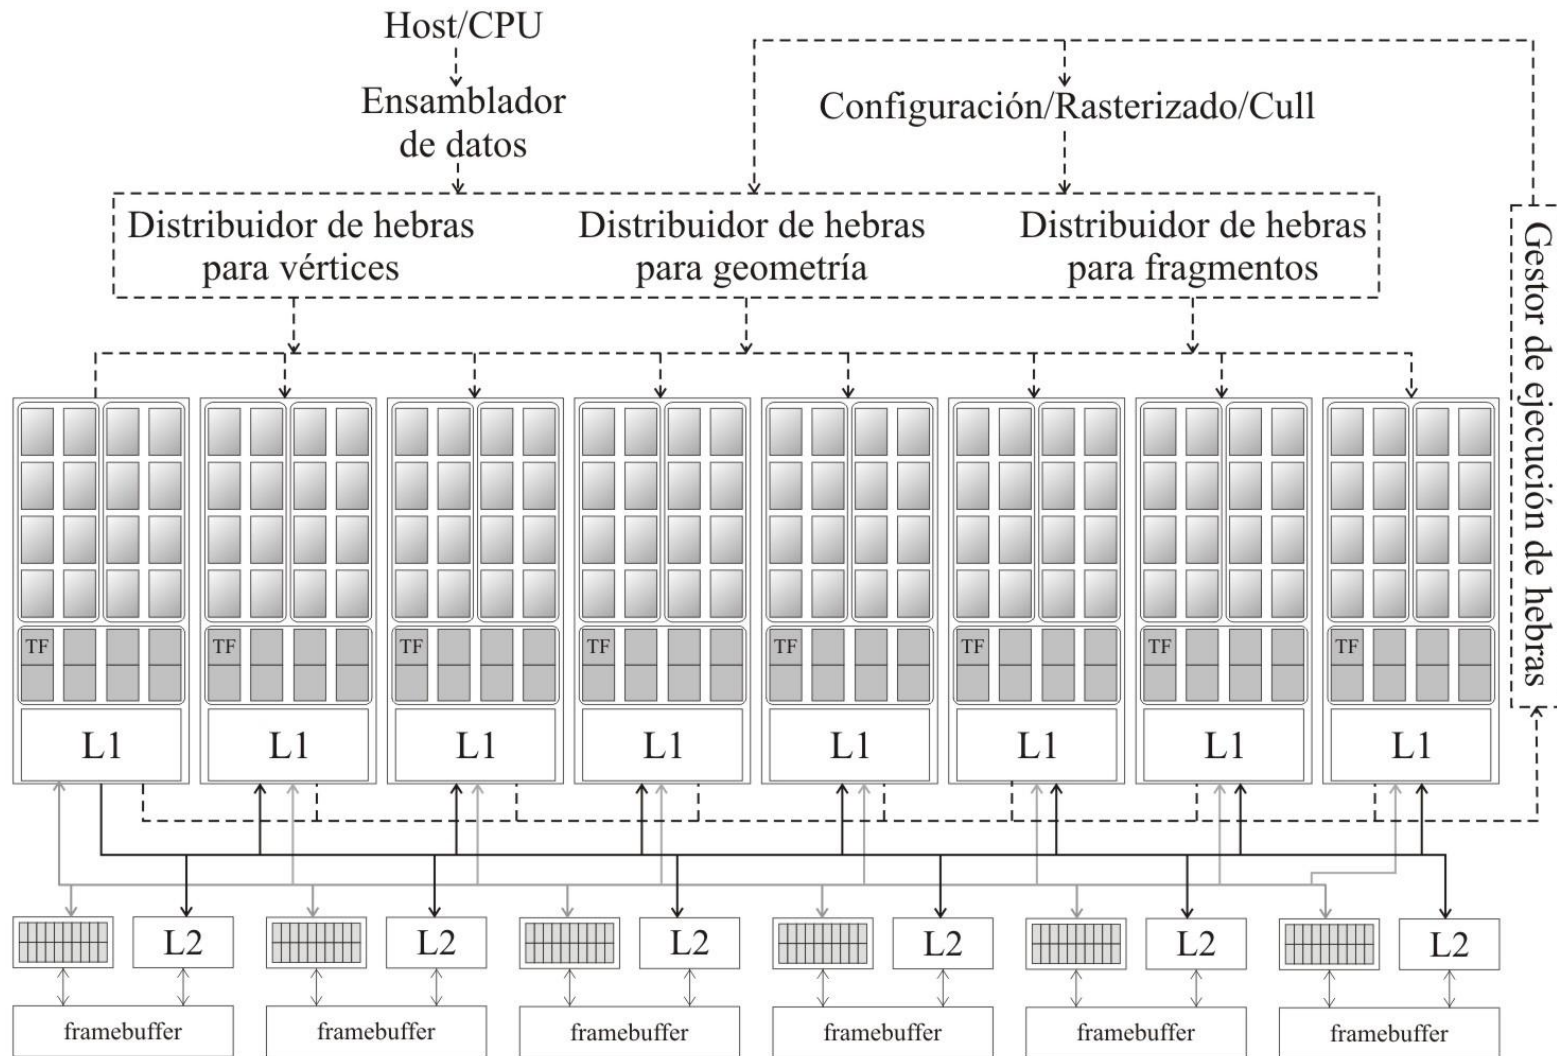 Host/CPU
Ensamblador
de datos
Configuración/Rasterizado/Cull
Distribuidor de hebras
para vértices
Distribuidor de hebras
para geometría
Distribuidor de hebras
para fragmentos
Gestor de ejecución de hebras
TF
TF
TF
TF
TF
TF
TF
TF
L1
L1
L1
L1
L1
L1
L1
L1
L2
L2
L2
L2
L2
L2
framebuffer
framebuffer
framebuffer
framebuffer
framebuffer
framebuffer